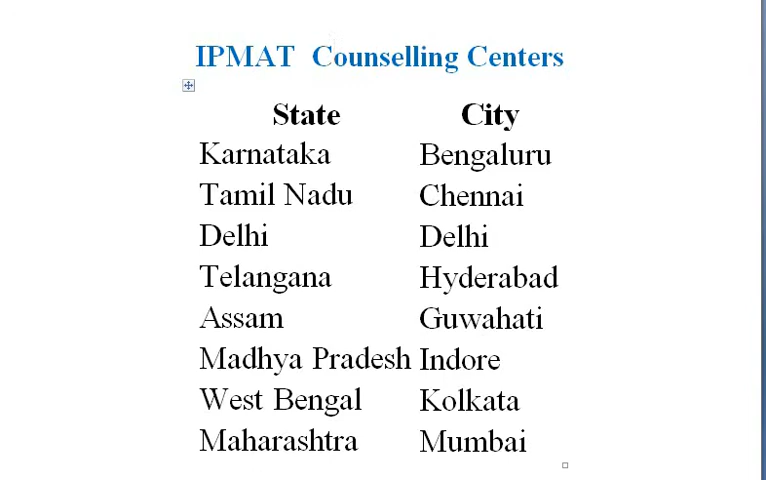 IPMAT Counselling Centers
State City
Karnataka Bengaluru
Tamil Nadu Chennai
Delhi Delhi
Telangana Hyderabad
Assam Guwahati
Madhya Pradesh Indore
West Bengal Kolkata
Maharashtra Mumbai